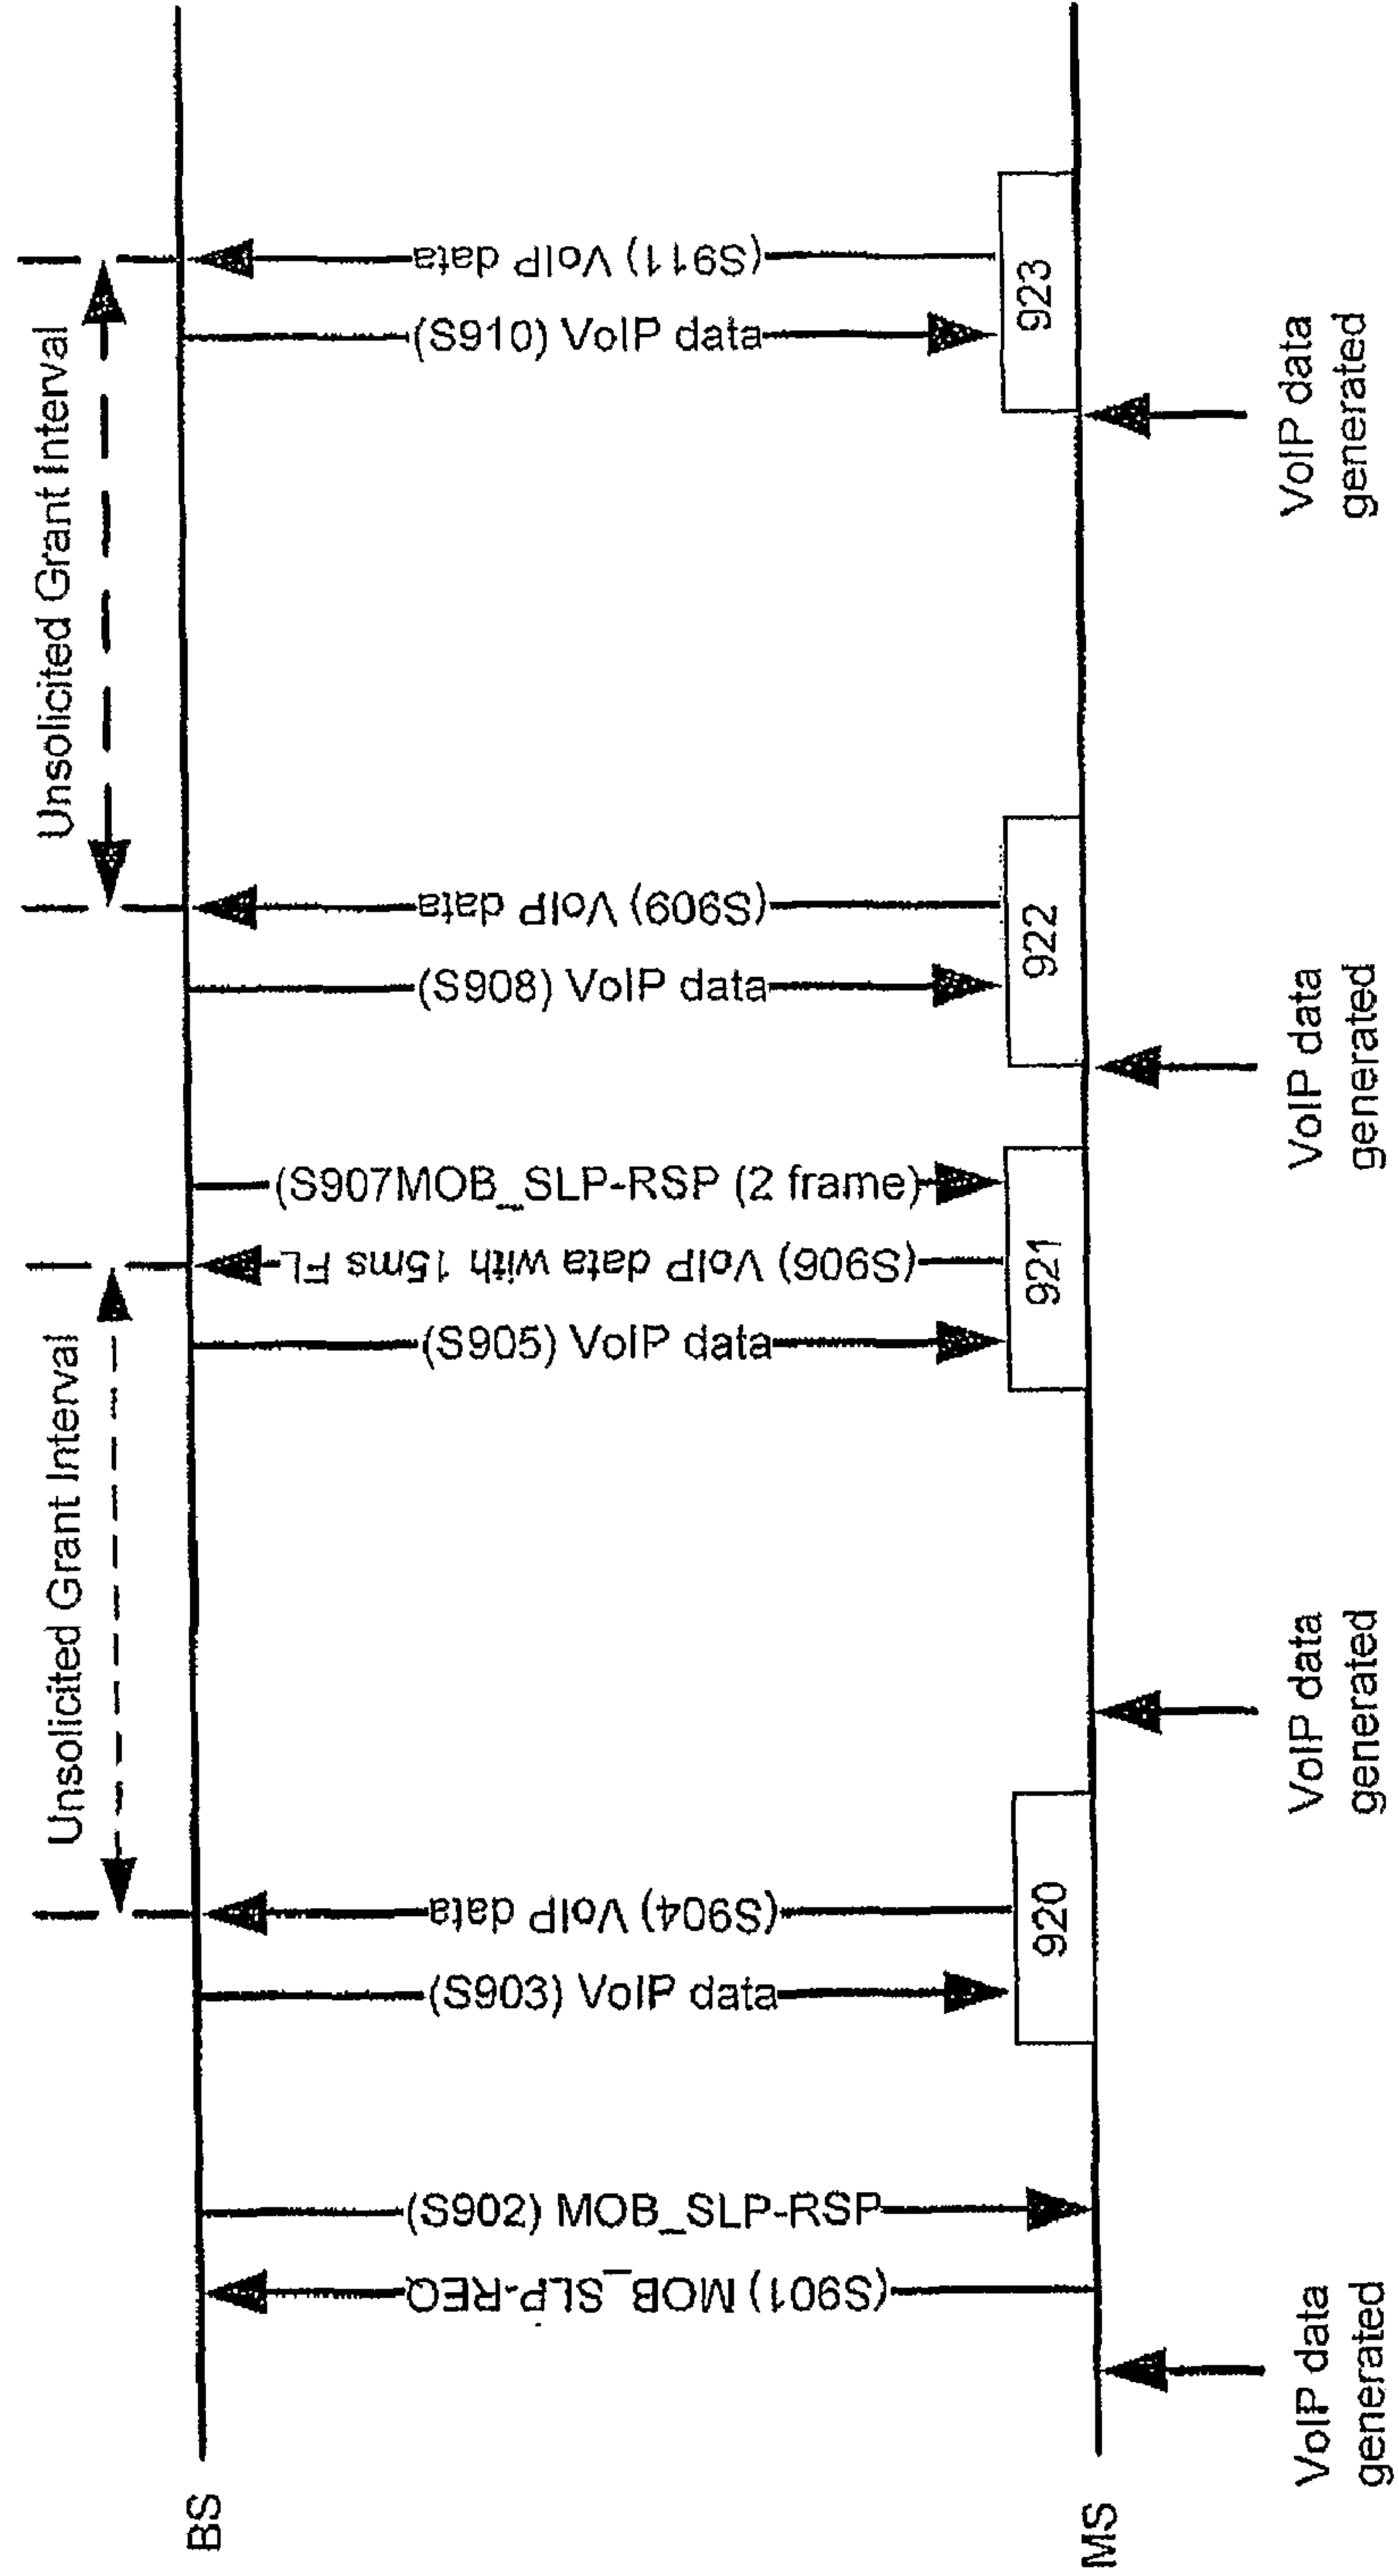 Unsolicited Grant Interval
Unsolicited Grant Interval
BS
(S901) MOB_SLP-REQ
(S902) MOB_SLP-RSP
(S903) VoIP data
(S904) VoIP data
(S905) VoIP data
(S906) VoIP data with 15ms FL
(S907MOB_SLP-RSP (2 frame)
(S908) VoIP data
(S909) VoIP data
(S910) VoIP data
(S911) VoIP data
920
921
922
923
MS
VoIP data
generated
VoIP data
generated
VoIP data
generated
VoIP data
generated